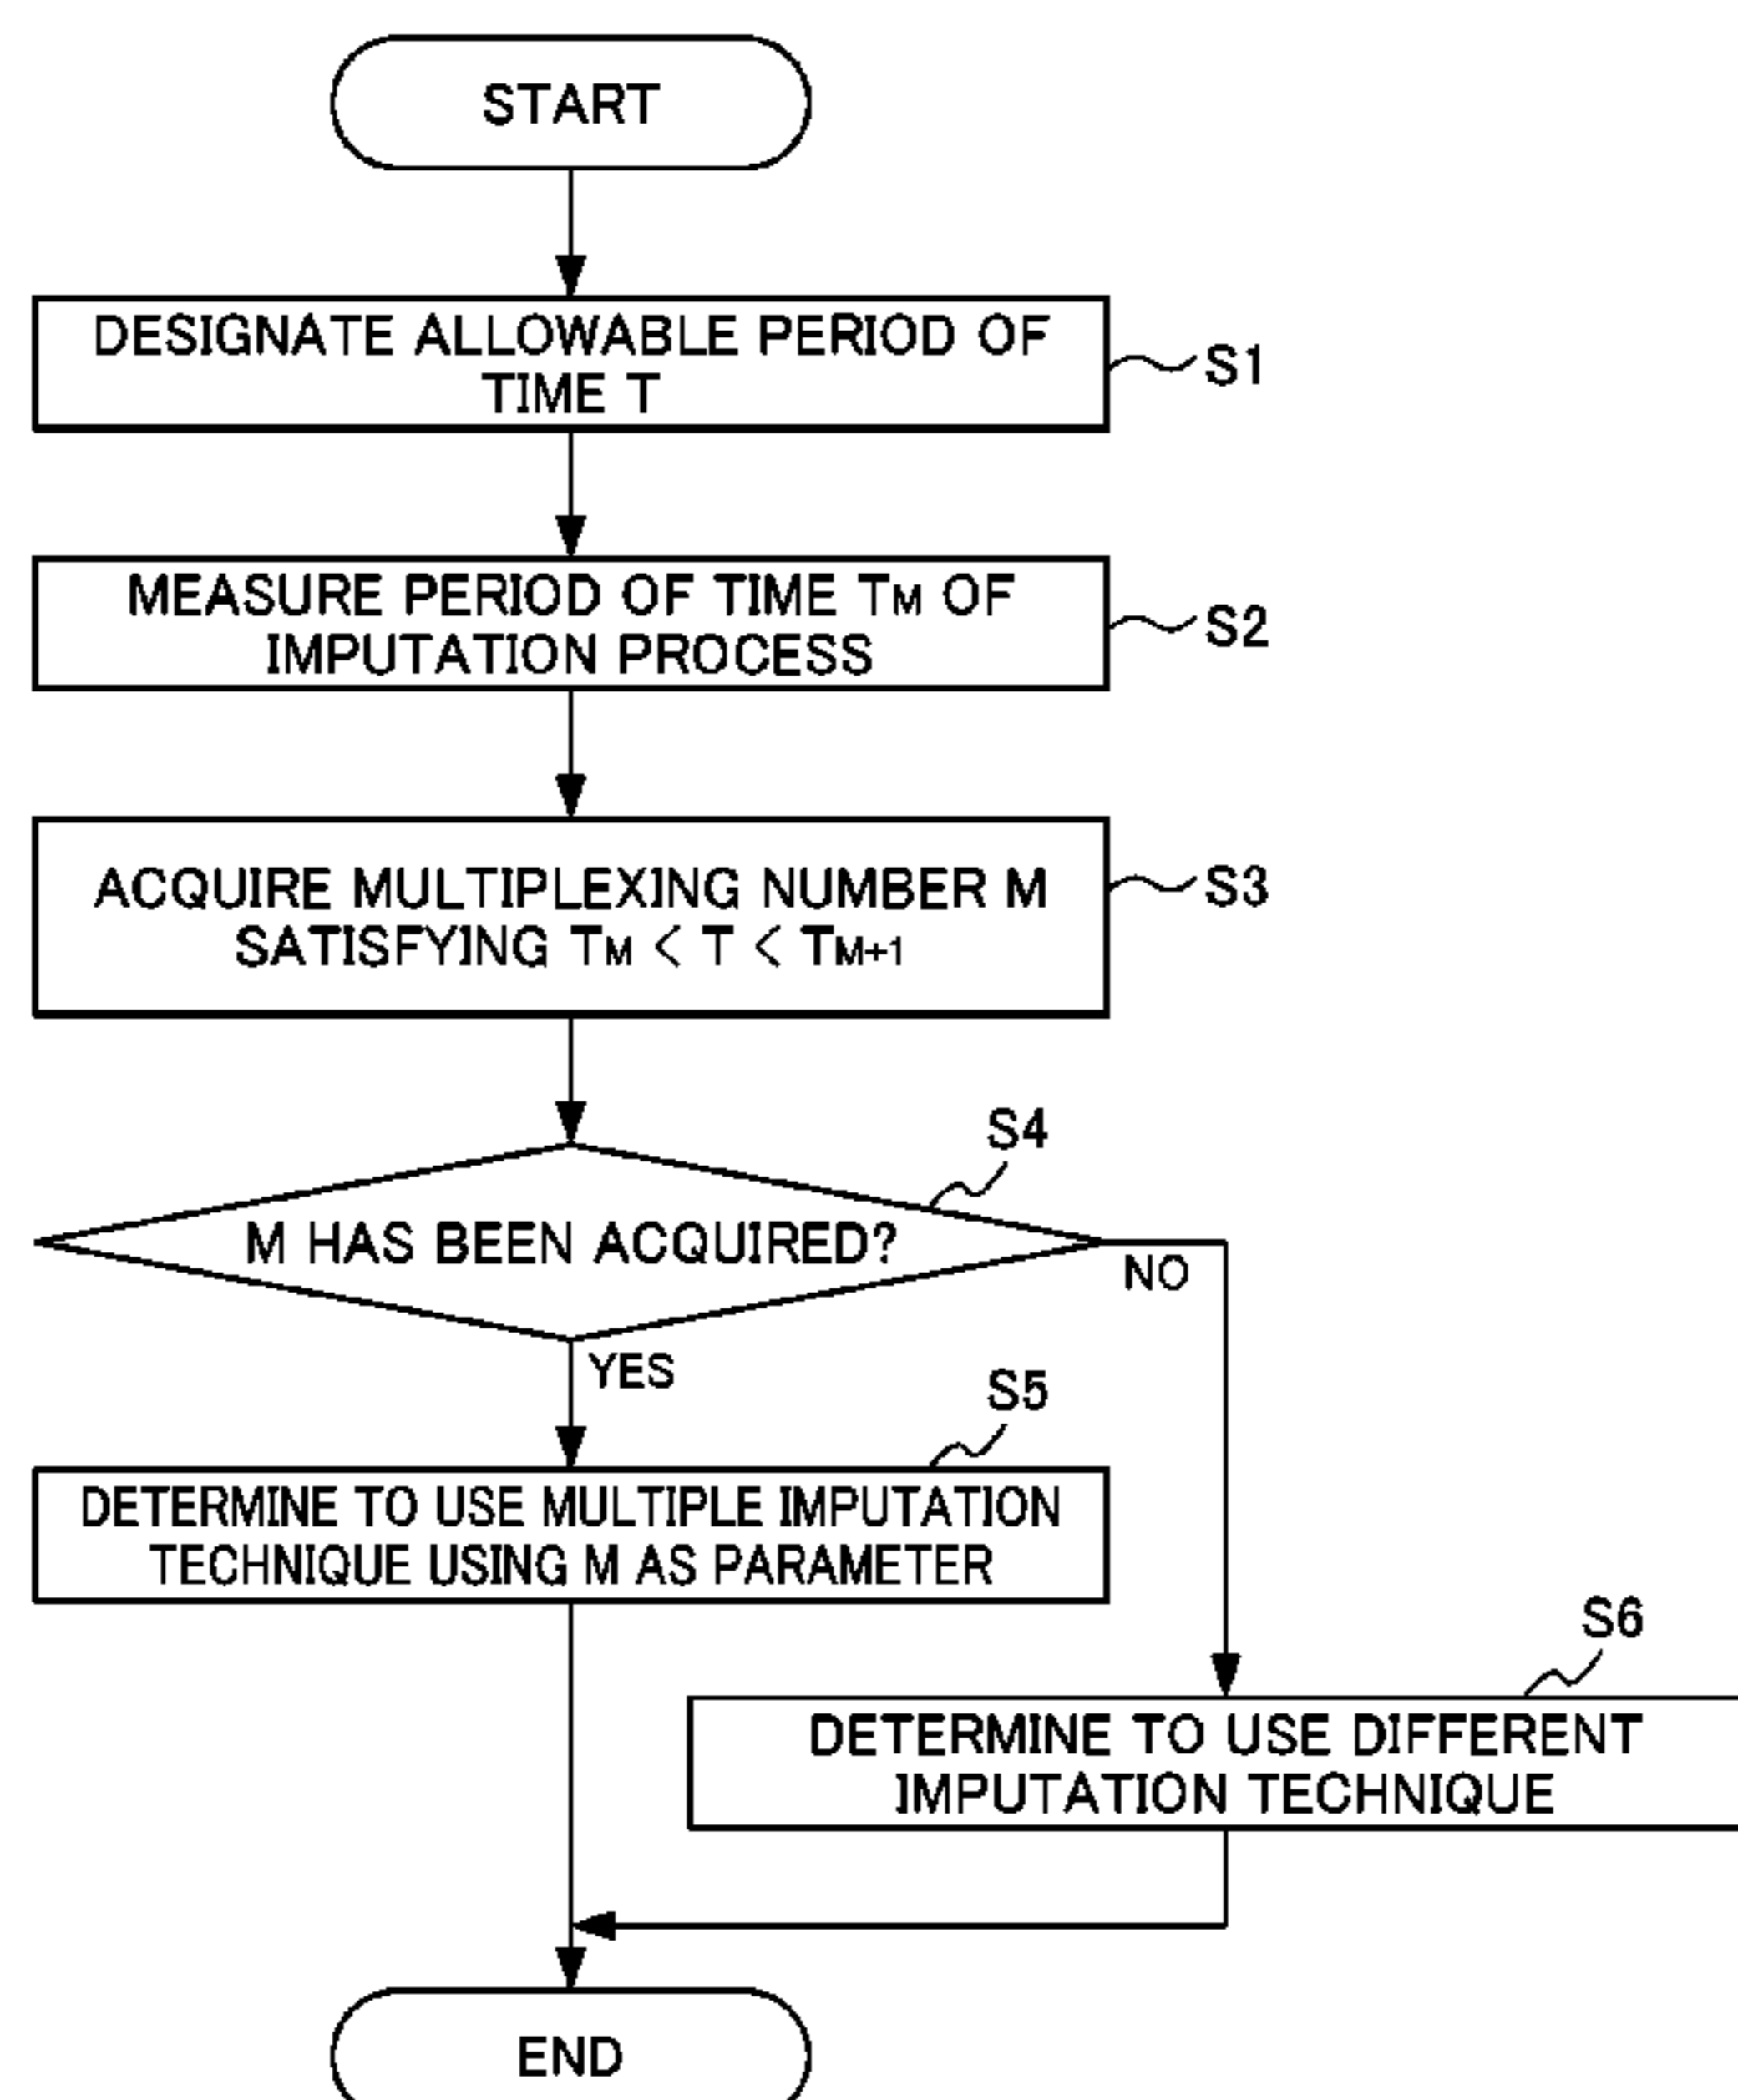 START
DESIGNATE ALLOWABLE PERIOD OF
TIME T
S1
MEASURE PERIOD OF TIME TM OF
IMPUTATION PROCESS
S2
ACQUIRE MULTIPLEXING NUMBER M
SATISFYING TM < T < TM+1
S3
S4
M HAS BEEN ACQUIRED?
NO
YES
S5
DETERMINE TO USE MULTIPLE IMPUTATION
TECHNIQUE USING M AS PARAMETER
S6
DETERMINE TO USE DIFFERENT
IMPUTATION TECHNIQUE
END